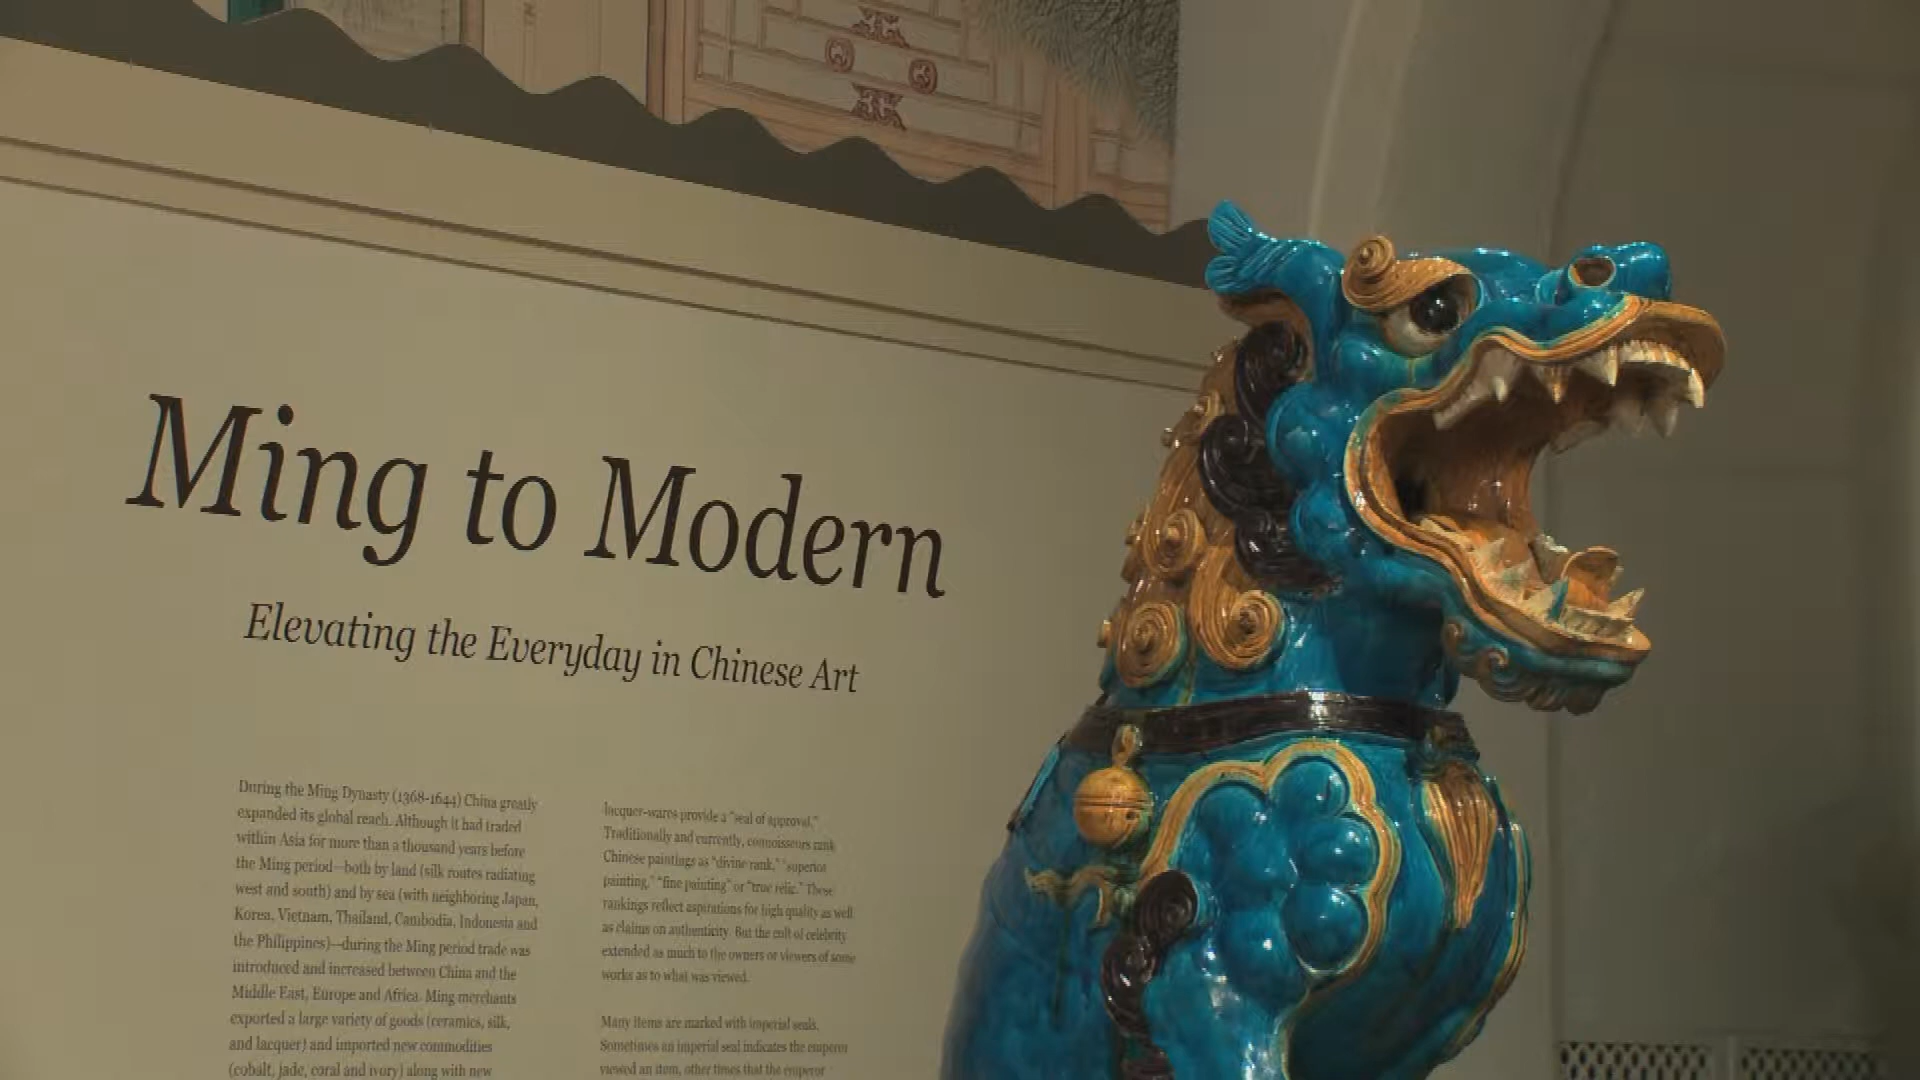 Ming to Modern
Elevating the Everyday in Chinese Art
During the Ming Dynasty (1368-1644) China greatly
expanded its global reach. Although it had traded
within Asia for more than a thousand years before
the Ming period—both by land (silk routes radiating
west and south) and by sea (with neighboring Japan,
Korea, Vietnam, Thailand, Cambodia, Indonesia and
the Philippines)—during the Ming period trade was
introduced and increased between China and the
Middle East, Europe and Africa. Ming merchants
exported a large variety of goods (ceramics, silk,
and lacquer) and imported new commodities
(cobalt, jade, coral and ivory) along with new
lacquer-wares provide a "seal of approval."
Traditionally and currently, connoisseurs rank
Chinese paintings as "divine rank," "superior
painting," "fine painting" or "true relic." These
rankings reflect aspirations for high quality as well
as claims on authenticity. But the cult of celebrity
extended as much to the owners or viewers of some
works as to what was viewed.
Many items are marked with imperial seals.
Sometimes an imperial seal indicates the emperor
viewed an item, other times that the emperor